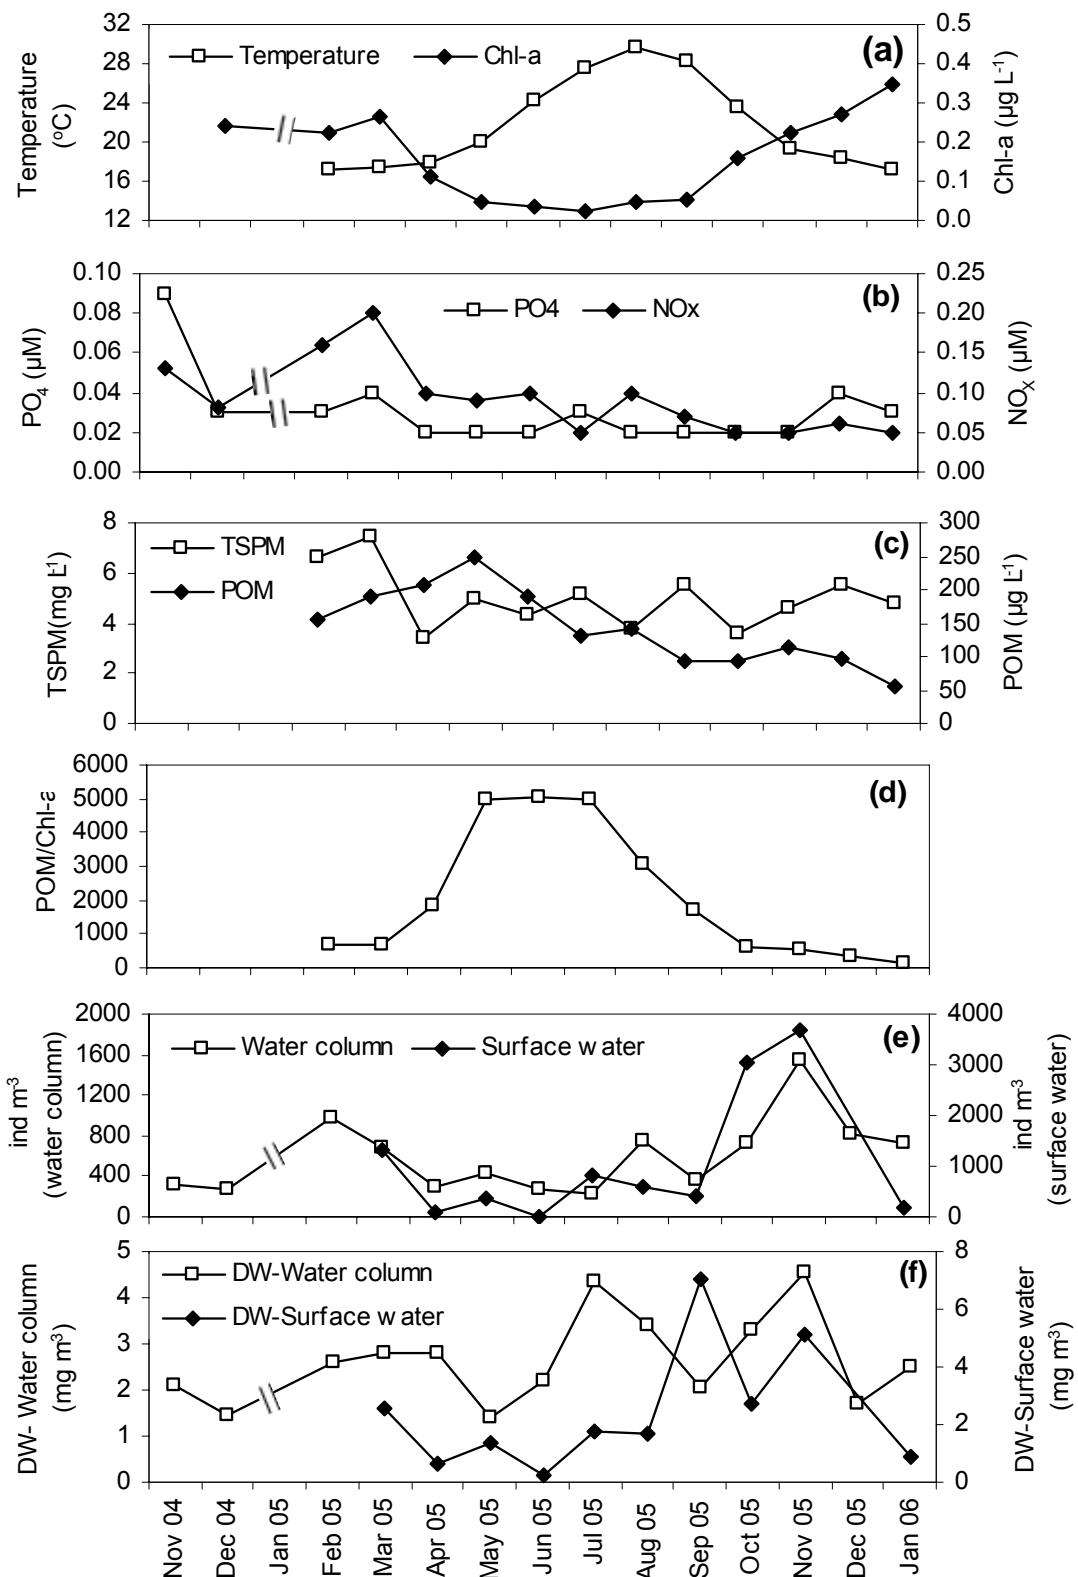 32
28
24
20
16
12
Temperature
(°C)
Temperature
Chl-a
(a)
0.5
0.4
0.3
0.2
0.1
0.0
Chl-a (µg L-1)
0.10
0.08
0.06
0.04
0.02
0.00
PO4 (µM)
PO4
NOx
(b)
0.25
0.20
0.15
0.10
0.05
0.00
NOX (µM)
8
6
4
2
0
TSPM(mg L-1)
TSPM
POM
(c)
300
250
200
150
100
50
0
POM (µg L-1)
6000
5000
4000
3000
2000
1000
0
POM/Chl-a
(d)
2000
1600
1200
800
400
0
ind m-3
(water column)
Water column
Surface water
(e)
4000
3000
2000
1000
0
ind m-3
(surface water)
5
4
3
2
1
0
DW- Water column
(mg m3)
DW-Water column
DW-Surface water
(f)
8
6
4
2
0
DW-Surface water
(mg m3)
Nov 04
Dec 04
Jan 05
Feb 05
Mar 05
Apr 05
May 05
Jun 05
Jul 05
Aug 05
Sep 05
Oct 05
Nov 05
Dec 05
Jan 06